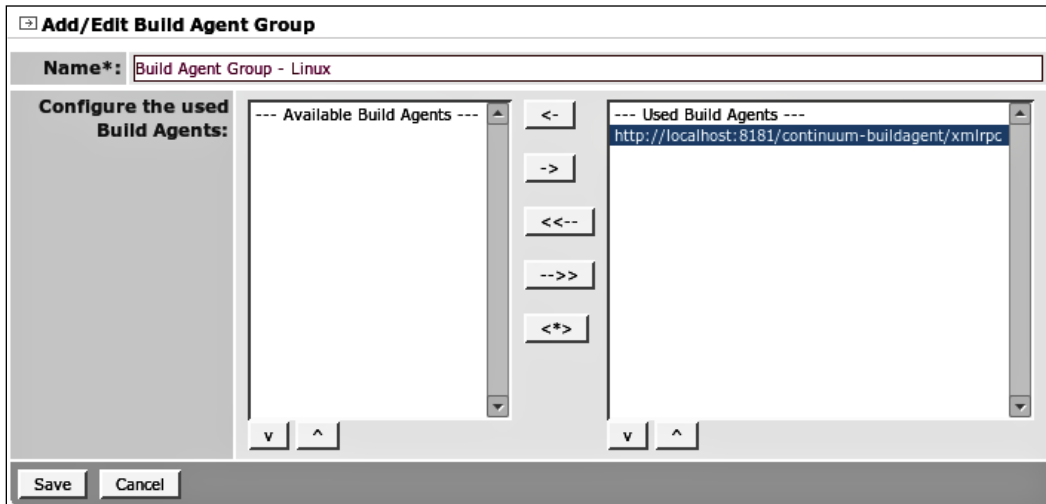 Add/Edit Build Agent Group
Name*: Build Agent Group - Linux
Configure the used
Build Agents:
--- Available Build Agents ---
<-
->
<<--
-->>
<*>
--- Used Build Agents ---
http://localhost:8181/continuum-buildagent/xmlrpc
v ^
v ^
Save Cancel